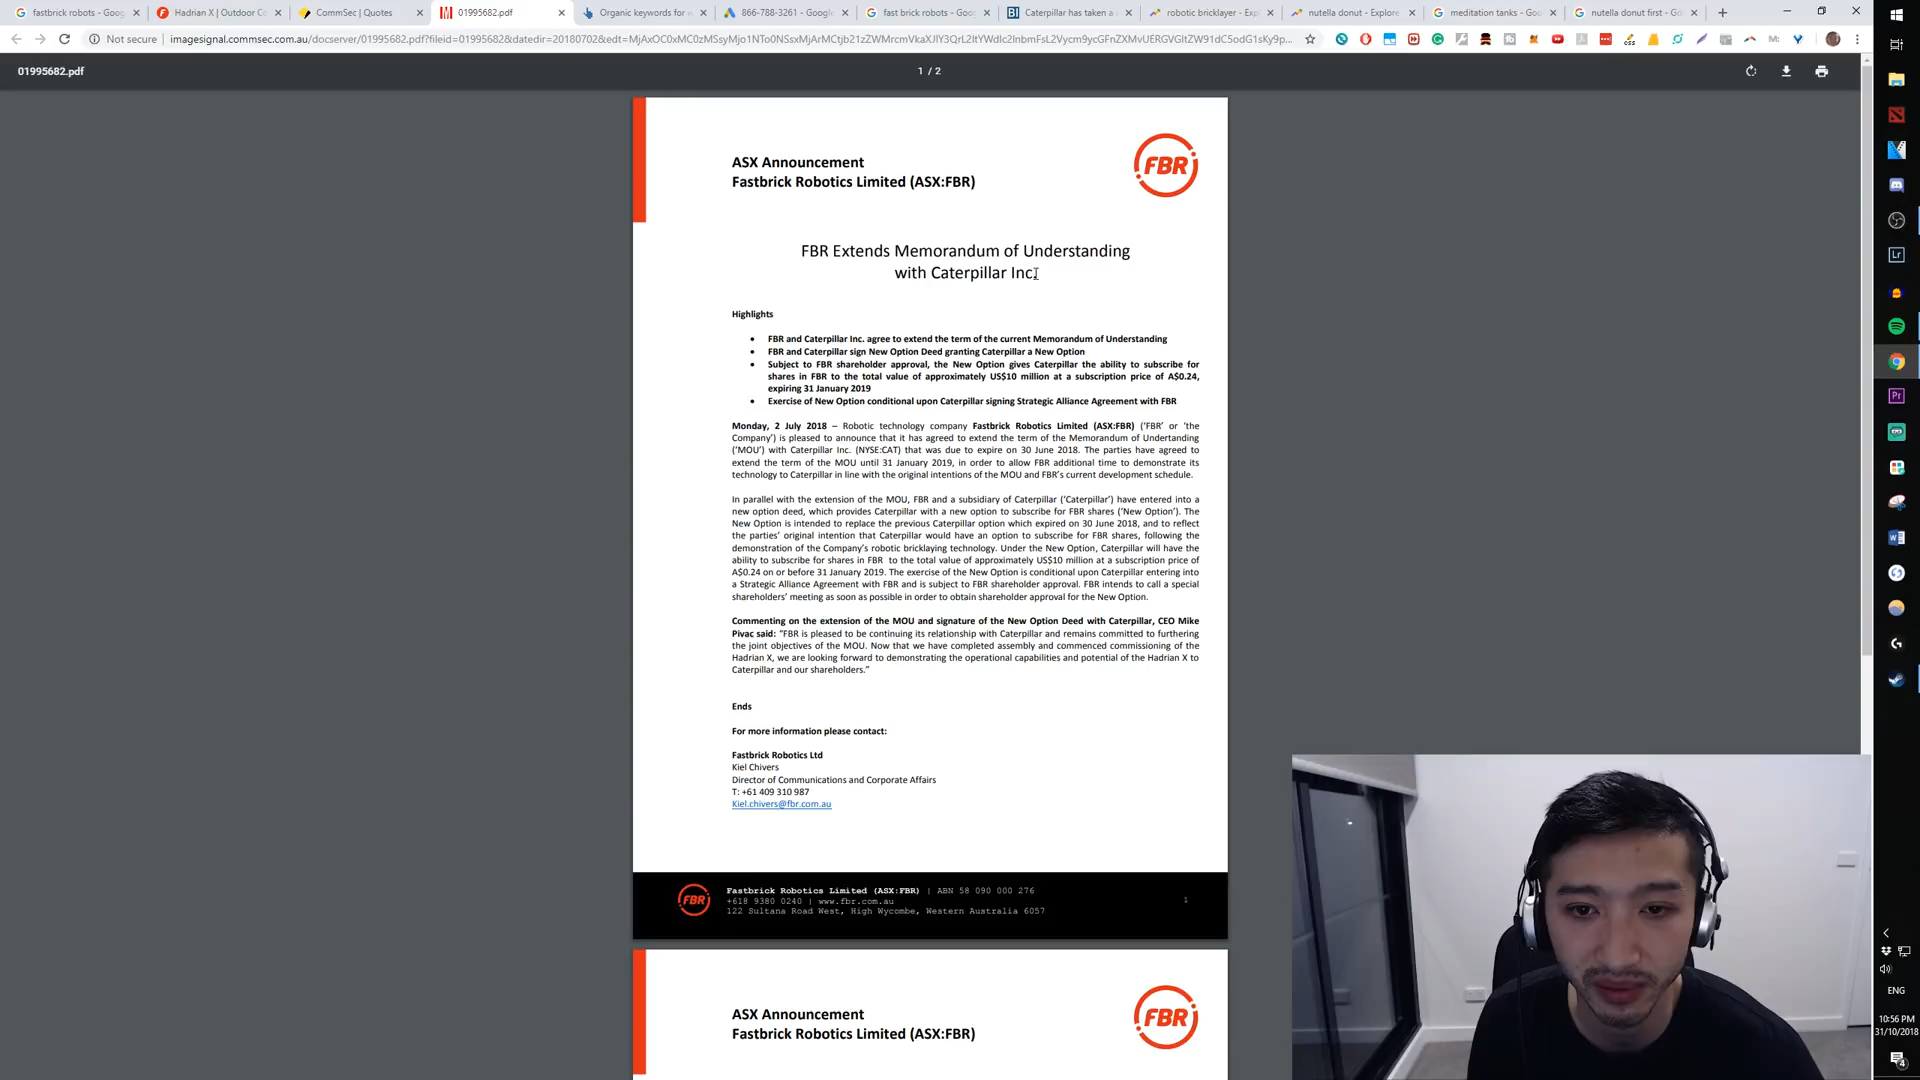 fastbrick robots - Goog
Hadrian X | Outdoor Co
CommSec | Quotes
01995682.pdf
Organic keywords for w
866-788-3261 - Google
fast brick robots - Goog
Caterpillar has taken a
robotic bricklayer - Exp
nutella donut - Explore
meditation tanks - Goo
nutella donut first - Go
Not secure
01995682.pdf
1 / 2
ASX Announcement
Fastbrick Robotics Limited (ASX:FBR)
FBR
FBR Extends Memorandum of Understanding
with Caterpillar Inc.
Highlights
• FBR and Caterpillar Inc. agree to extend the term of the current Memorandum of Understanding
• FBR and Caterpillar sign New Option Deed granting Caterpillar a New Option
• Subject to FBR shareholder approval, the New Option gives Caterpillar the ability to subscribe for
shares in FBR to the total value of approximately US$10 million at a subscription price of A$0.24,
expiring 31 January 2019
• Exercise of New Option conditional upon Caterpillar signing Strategic Alliance Agreement with FBR
Monday, 2 July 2018 – Robotic technology company Fastbrick Robotics Limited (ASX:FBR) ('FBR' or 'the
Company') is pleased to announce that it has agreed to extend the term of the Memorandum of Undertanding
('MOU') with Caterpillar Inc. (NYSE:CAT) that was due to expire on 30 June 2018. The parties have agreed to
extend the term of the MOU until 31 January 2019, in order to allow FBR additional time to demonstrate its
technology to Caterpillar in line with the original intentions of the MOU and FBR's current development schedule.
In parallel with the extension of the MOU, FBR and a subsidiary of Caterpillar ('Caterpillar') have entered into a
new option deed, which provides Caterpillar with a new option to subscribe for FBR shares ('New Option'). The
New Option is intended to replace the previous Caterpillar option which expired on 30 June 2018, and to reflect
the parties' original intention that Caterpillar would have an option to subscribe for FBR shares, following the
demonstration of the Company's robotic bricklaying technology. Under the New Option, Caterpillar will have the
ability to subscribe for shares in FBR to the total value of approximately US$10 million at a subscription price of
A$0.24 on or before 31 January 2019. The exercise of the New Option is conditional upon Caterpillar entering into
a Strategic Alliance Agreement with FBR and is subject to FBR shareholder approval. FBR intends to call a special
shareholders' meeting as soon as possible in order to obtain shareholder approval for the New Option.
Commenting on the extension of the MOU and signature of the New Option Deed with Caterpillar, CEO Mike
Pivac said: "FBR is pleased to be continuing its relationship with Caterpillar and remains committed to furthering
the joint objectives of the MOU. Now that we have completed assembly and commenced commissioning of the
Hadrian X, we are looking forward to demonstrating the operational capabilities and potential of the Hadrian X to
Caterpillar and our shareholders."
Ends
For more information please contact:
Fastbrick Robotics Ltd
Kiel Chivers
Director of Communications and Corporate Affairs
T: +61 409 310 987
Kiel.chivers@fbr.com.au
FBR
Fastbrick Robotics Limited (ASX:FBR) | ABN 58 090 000 276
+618 9380 0240 | www.fbr.com.au
122 Sultana Road West, High Wycombe, Western Australia 6057
1
ASX Announcement
Fastbrick Robotics Limited (ASX:FBR)
FBR
ENG
10:56 PM
31/10/2018